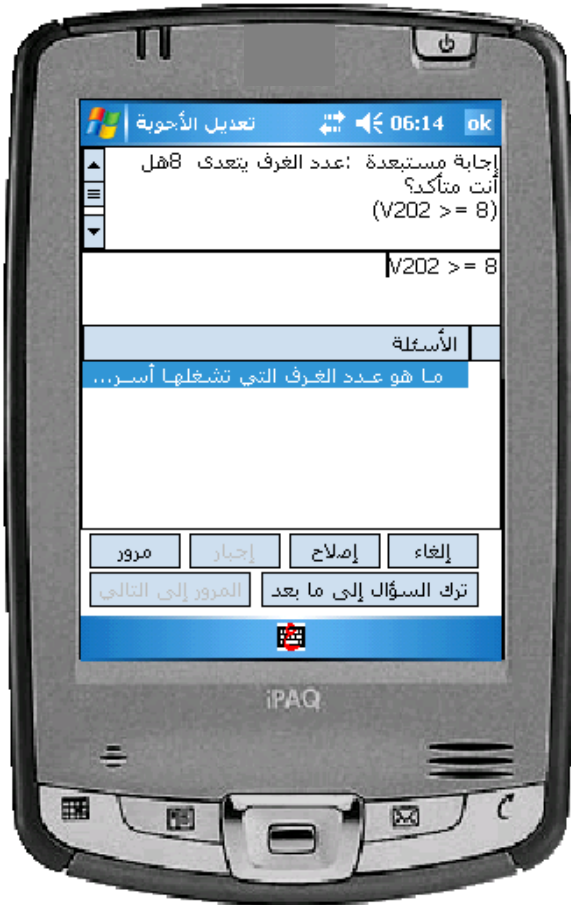 تعديل الأجوبة 06:14 ok
إجابة مستبعدة :عدد الغرف يتعدى 8هل
أنت متأكد؟
(V202 >= 8)
V202 >= 8
الأسئلة
ما هو عدد الغرف التي تشغلها أسر...
إلغاء إصلاح إجبار مرور
ترك السؤال إلى ما بعد المرور إلى التالي
iPAQ